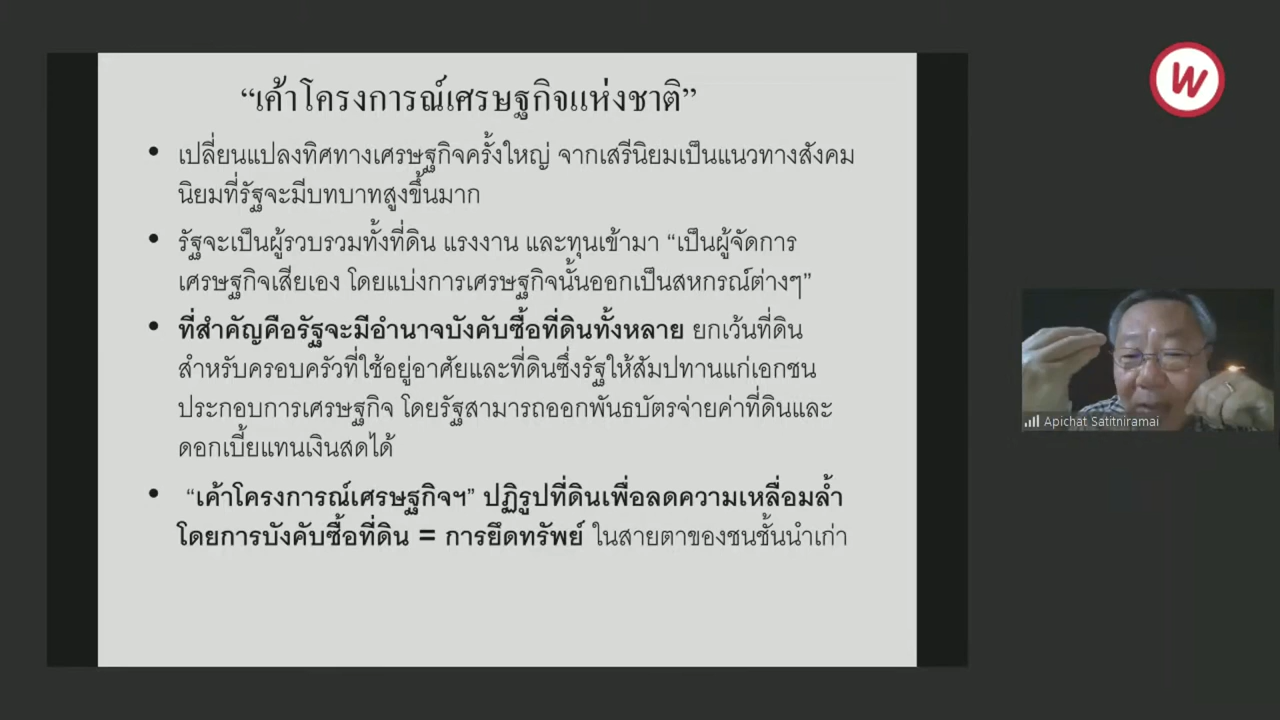 “เค้าโครงการณ์เศรษฐกิจแห่งชาติ”
• เปลี่ยนแปลงทิศทางเศรษฐกิจครั้งใหญ่ จากเสรีนิยมเป็นแนวทางสังคม
นิยมที่รัฐจะมีบทบาทสูงขึ้นมาก
• รัฐจะเป็นผู้รวบรวมทั้งที่ดิน แรงงาน และทุนเข้ามา “เป็นผู้จัดการ
เศรษฐกิจเสียเอง โดยแบ่งการเศรษฐกิจนั้นออกเป็นสหกรณ์ต่างๆ”
• ที่สำคัญคือรัฐจะมีอำนาจบังคับซื้อที่ดินทั้งหลาย ยกเว้นที่ดิน
สำหรับครอบครัวที่ใช้อยู่อาศัยและที่ดินซึ่งรัฐให้สัมปทานแก่เอกชน
ประกอบการเศรษฐกิจ โดยรัฐสามารถออกพันธบัตรจ่ายค่าที่ดินและ
ดอกเบี้ยแทนเงินสดได้
• “เค้าโครงการณ์เศรษฐกิจฯ” ปฏิรูปที่ดินเพื่อลดความเหลื่อมล้ำ
โดยการบังคับซื้อที่ดิน = การยึดทรัพย์ ในสายตาของชนชั้นนำเก่า
W
Apichat Satitniramai